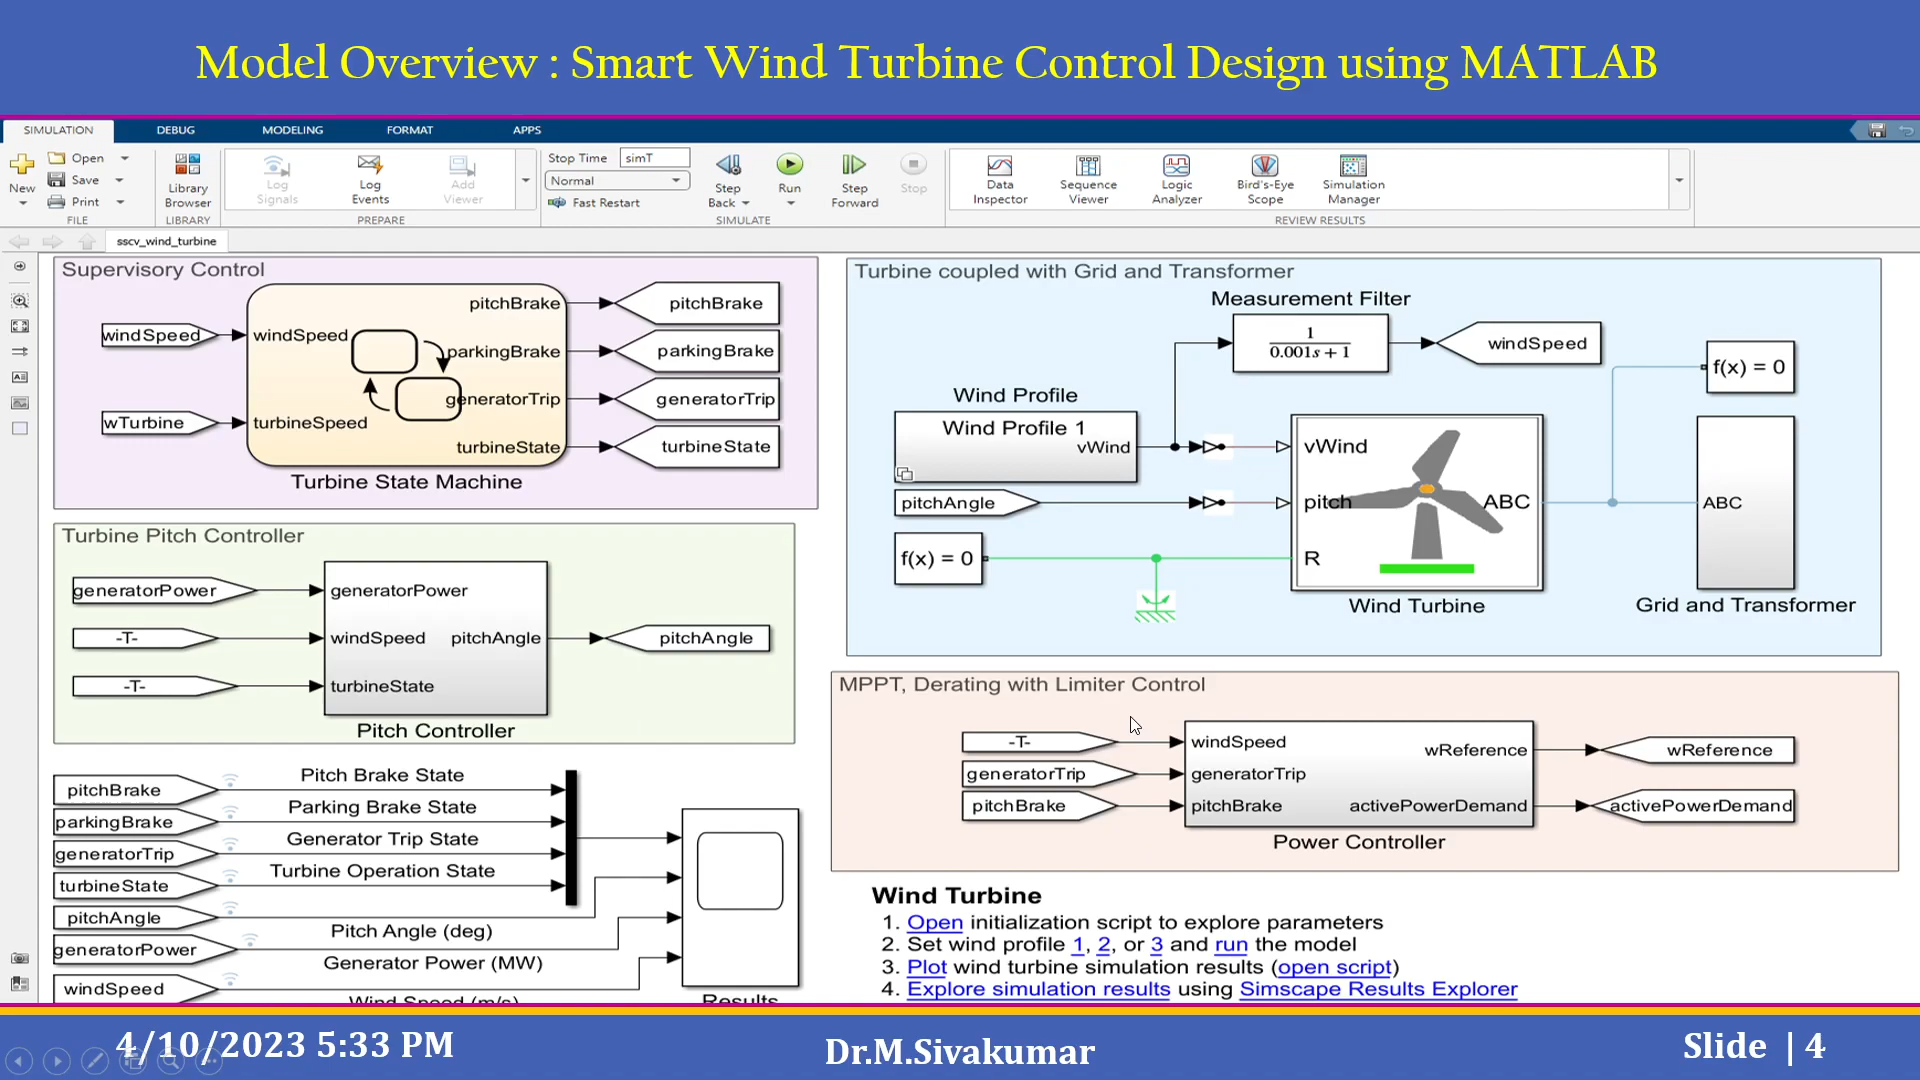 Model Overview : Smart Wind Turbine Control Design using MATLAB
SIMULATION DEBUG MODELING FORMAT APPS
New
Open
Save
Print
FILE
Library Browser
LIBRARY
Log Signals
Log Events
Add Viewer
PREPARE
Stop Time simT
Normal
Fast Restart
Step Back
Run
Step Forward
Stop
SIMULATE
Data Inspector
Sequence Viewer
Logic Analyzer
Bird's-Eye Scope
Simulation Manager
REVIEW RESULTS
sscv_wind_turbine
Supervisory Control
windSpeed
wTurbine
windSpeed
turbineSpeed
pitchBrake
parkingBrake
generatorTrip
turbineState
pitchBrake
parkingBrake
generatorTrip
turbineState
Turbine State Machine
Turbine coupled with Grid and Transformer
Measurement Filter
1
0.001s + 1
windSpeed
f(x) = 0
Wind Profile
Wind Profile 1
vWind
pitchAngle
f(x) = 0
vWind
pitch
R
ABC
Wind Turbine
ABC
Grid and Transformer
Turbine Pitch Controller
generatorPower
-T-
-T-
generatorPower
windSpeed
turbineState
pitchAngle
pitchAngle
Pitch Controller
MPPT, Derating with Limiter Control
-T-
generatorTrip
pitchBrake
windSpeed
generatorTrip
pitchBrake
wReference
activePowerDemand
wReference
activePowerDemand
Power Controller
pitchBrake
parkingBrake
generatorTrip
turbineState
pitchAngle
generatorPower
windSpeed
Pitch Brake State
Parking Brake State
Generator Trip State
Turbine Operation State
Pitch Angle (deg)
Generator Power (MW)
Wind Speed (m/s)
Results
Wind Turbine
1. Open initialization script to explore parameters
2. Set wind profile 1, 2, or 3 and run the model
3. Plot wind turbine simulation results (open script)
4. Explore simulation results using Simscape Results Explorer
4/10/2023 5:33 PM
Dr.M.Sivakumar
Slide | 4